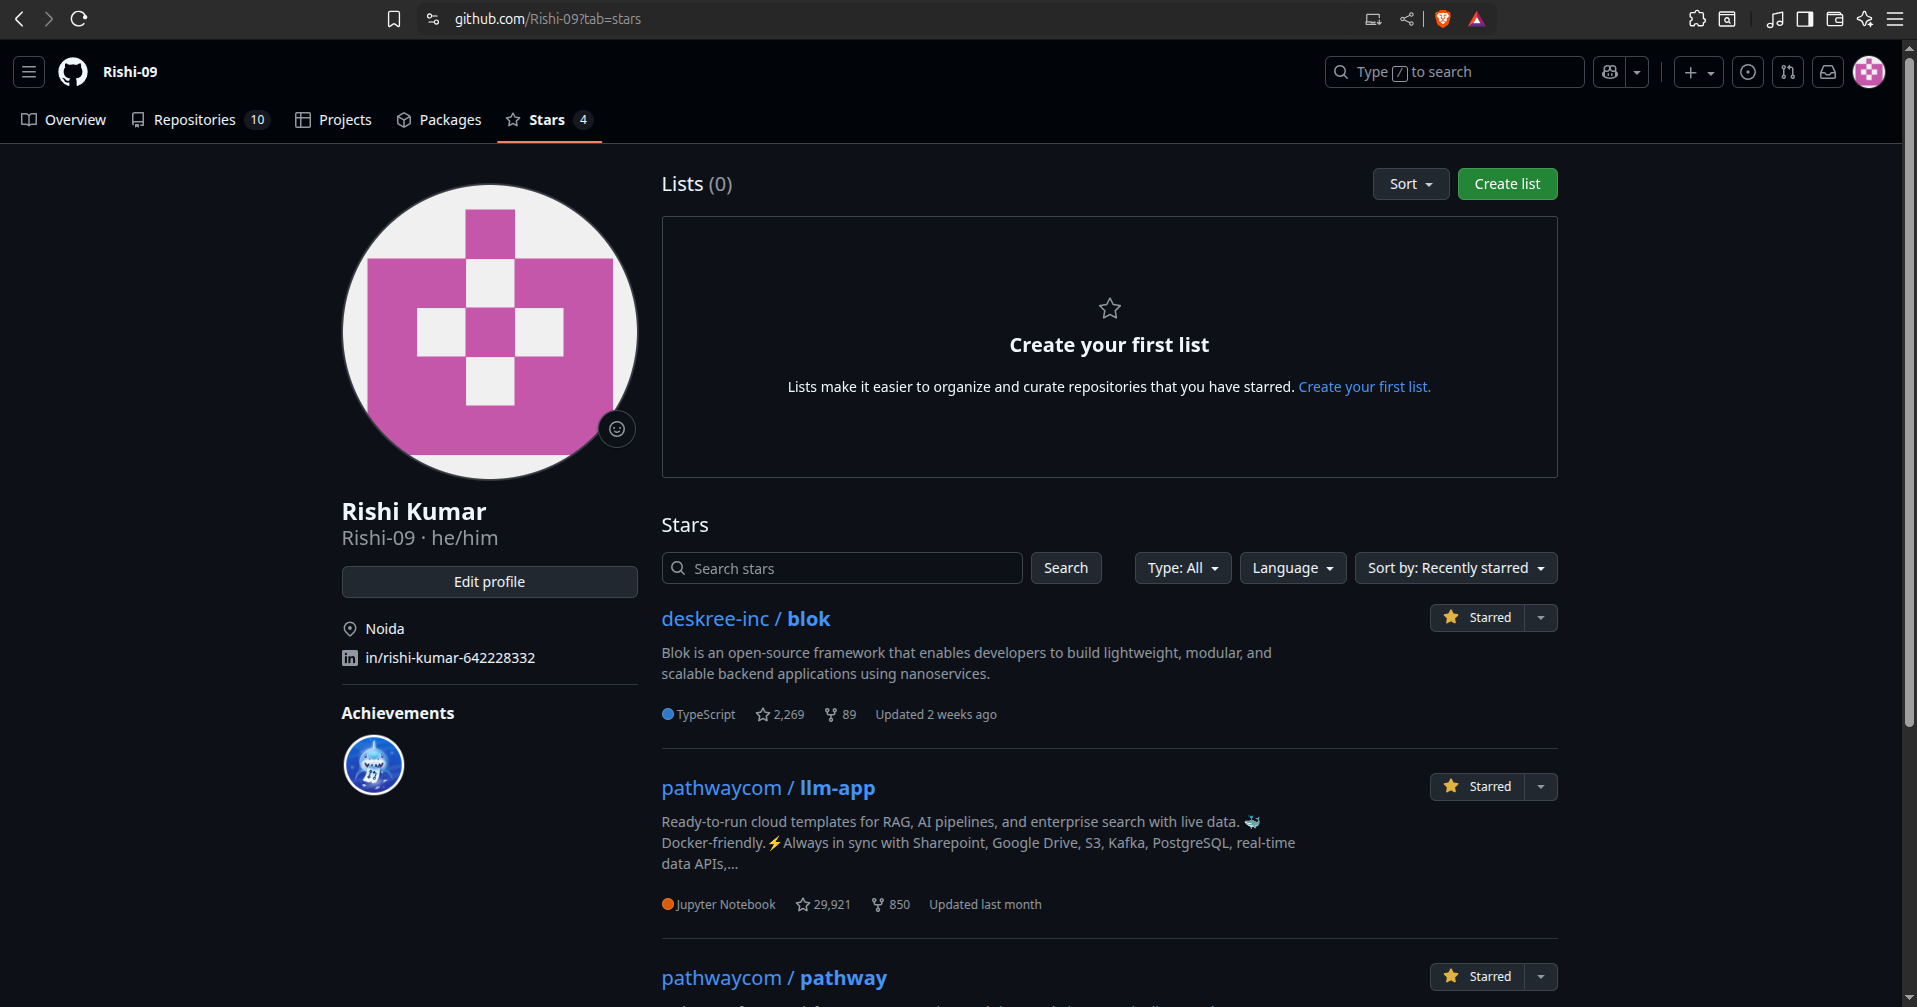 github.com/Rishi-09?tab=stars
Rishi-09
Type / to search
Overview
Repositories 10
Projects
Packages
Stars 4
Lists (0)
Sort
Create list
Create your first list
Lists make it easier to organize and curate repositories that you have starred. Create your first list.
Rishi Kumar
Rishi-09 · he/him
Edit profile
Noida
in/rishi-kumar-642228332
Achievements
Stars
Search stars
Search
Type: All
Language
Sort by: Recently starred
deskree-inc / blok
Starred
Blok is an open-source framework that enables developers to build lightweight, modular, and
scalable backend applications using nanoservices.
TypeScript 2,269 89 Updated 2 weeks ago
pathwaycom / llm-app
Starred
Ready-to-run cloud templates for RAG, AI pipelines, and enterprise search with live data. 🐳
Docker-friendly.⚡Always in sync with Sharepoint, Google Drive, S3, Kafka, PostgreSQL, real-time
data APIs,...
Jupyter Notebook 29,921 850 Updated last month
pathwaycom / pathway
Starred